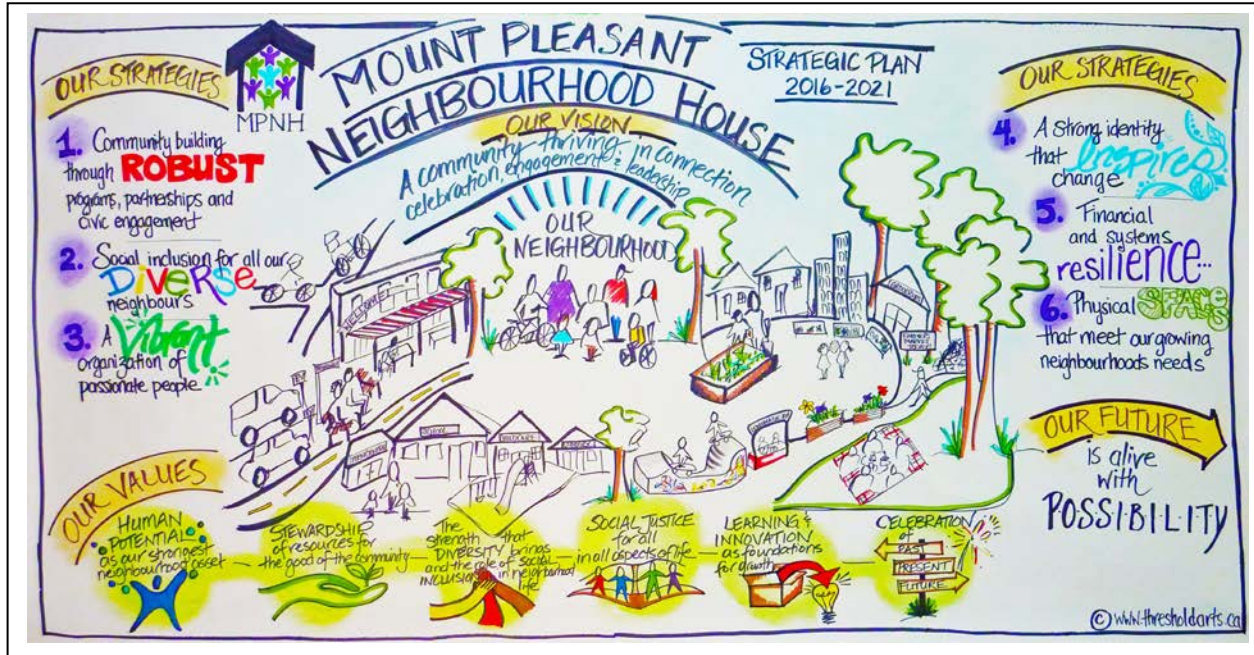 MPNH
MOUNT PLEASANT
NEIGHBOURHOOD HOUSE
STRATEGIC PLAN
2016-2021
OUR VISION
A community thriving in connection
celebration, engagement & leadership
OUR STRATEGIES
1. Community building
through ROBUST
programs, partnerships and
civic engagement
2. Social inclusion for all our
DIVERSE
neighbours
3. A Vibrant
organization of
passionate people
OUR
NEIGHBOURHOOD
OUR STRATEGIES
4. A strong identity
that Inspires
change
5. Financial
and systems
resilience...
6. Physical SPACES
that meet our growing
neighbourhoods needs
OUR FUTURE
is alive
with
POSSIBILITY
OUR VALUES
HUMAN
POTENTIAL
as our strongest
neighbourhood asset
STEWARDSHIP
of resources for
the good of the community
The
strength that
DIVERSITY brings
and the role of social
INCLUSION in neighborhood
life
SOCIAL JUSTICE
for all
in all aspects of life
LEARNING &
INNOVATION
as foundations
for growth
CELEBRATION
of
PAST
PRESENT
FUTURE
© www.thresholdarts.ca